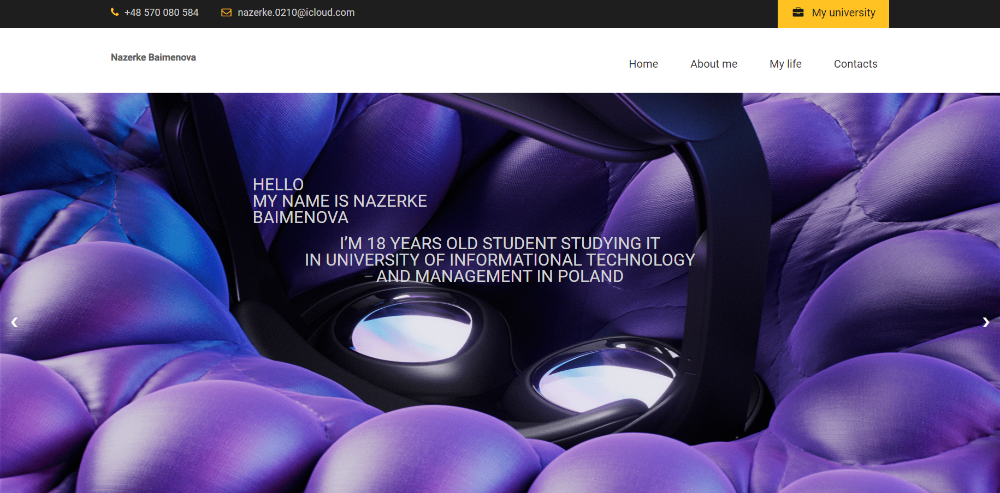 +48 570 080 584 nazerke.0210@icloud.com My university
Nazerke Baimenova
Home About me My life Contacts
HELLO
MY NAME IS NAZERKE
BAIMENOVA
I’M 18 YEARS OLD STUDENT STUDYING IT
IN UNIVERSITY OF INFORMATIONAL TECHNOLOGY
AND MANAGEMENT IN POLAND